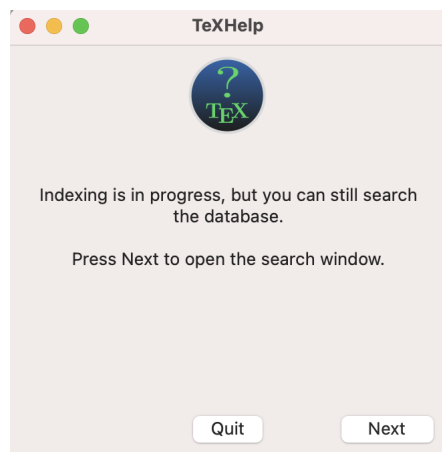 TeXHelp
?
TEX
Indexing is in progress, but you can still search
the database.
Press Next to open the search window.
Quit
Next